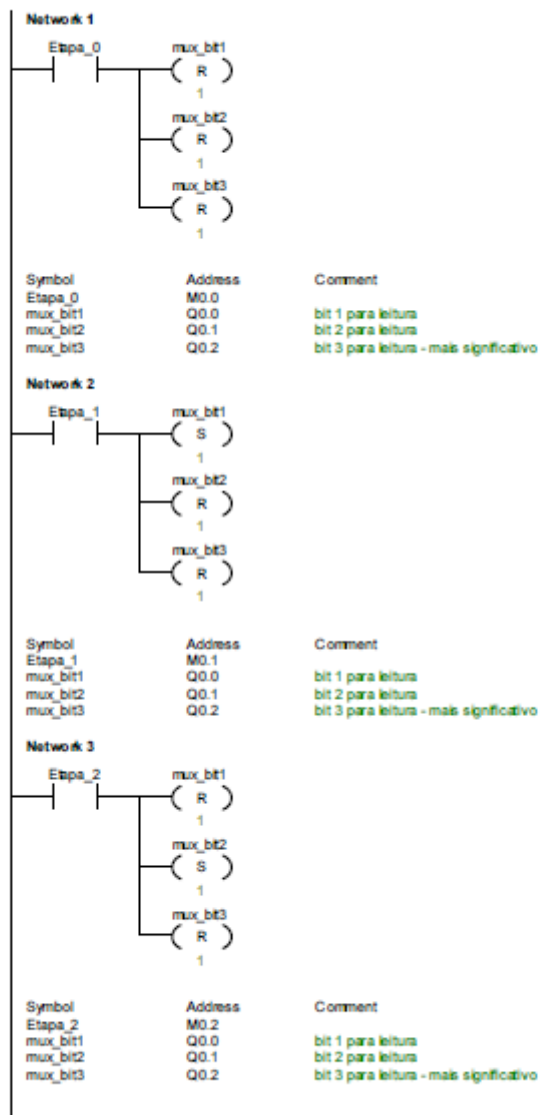 Network 1
Etapa_0 mux_bit1
R
1
mux_bit2
R
1
mux_bit3
R
1
Symbol Address Comment
Etapa_0 M0.0
mux_bit1 Q0.0 bit 1 para leitura
mux_bit2 Q0.1 bit 2 para leitura
mux_bit3 Q0.2 bit 3 para leitura - mais significativo
Network 2
Etapa_1 mux_bit1
S
1
mux_bit2
R
1
mux_bit3
R
1
Symbol Address Comment
Etapa_1 M0.1
mux_bit1 Q0.0 bit 1 para leitura
mux_bit2 Q0.1 bit 2 para leitura
mux_bit3 Q0.2 bit 3 para leitura - mais significativo
Network 3
Etapa_2 mux_bit1
R
1
mux_bit2
S
1
mux_bit3
R
1
Symbol Address Comment
Etapa_2 M0.2
mux_bit1 Q0.0 bit 1 para leitura
mux_bit2 Q0.1 bit 2 para leitura
mux_bit3 Q0.2 bit 3 para leitura - mais significativo